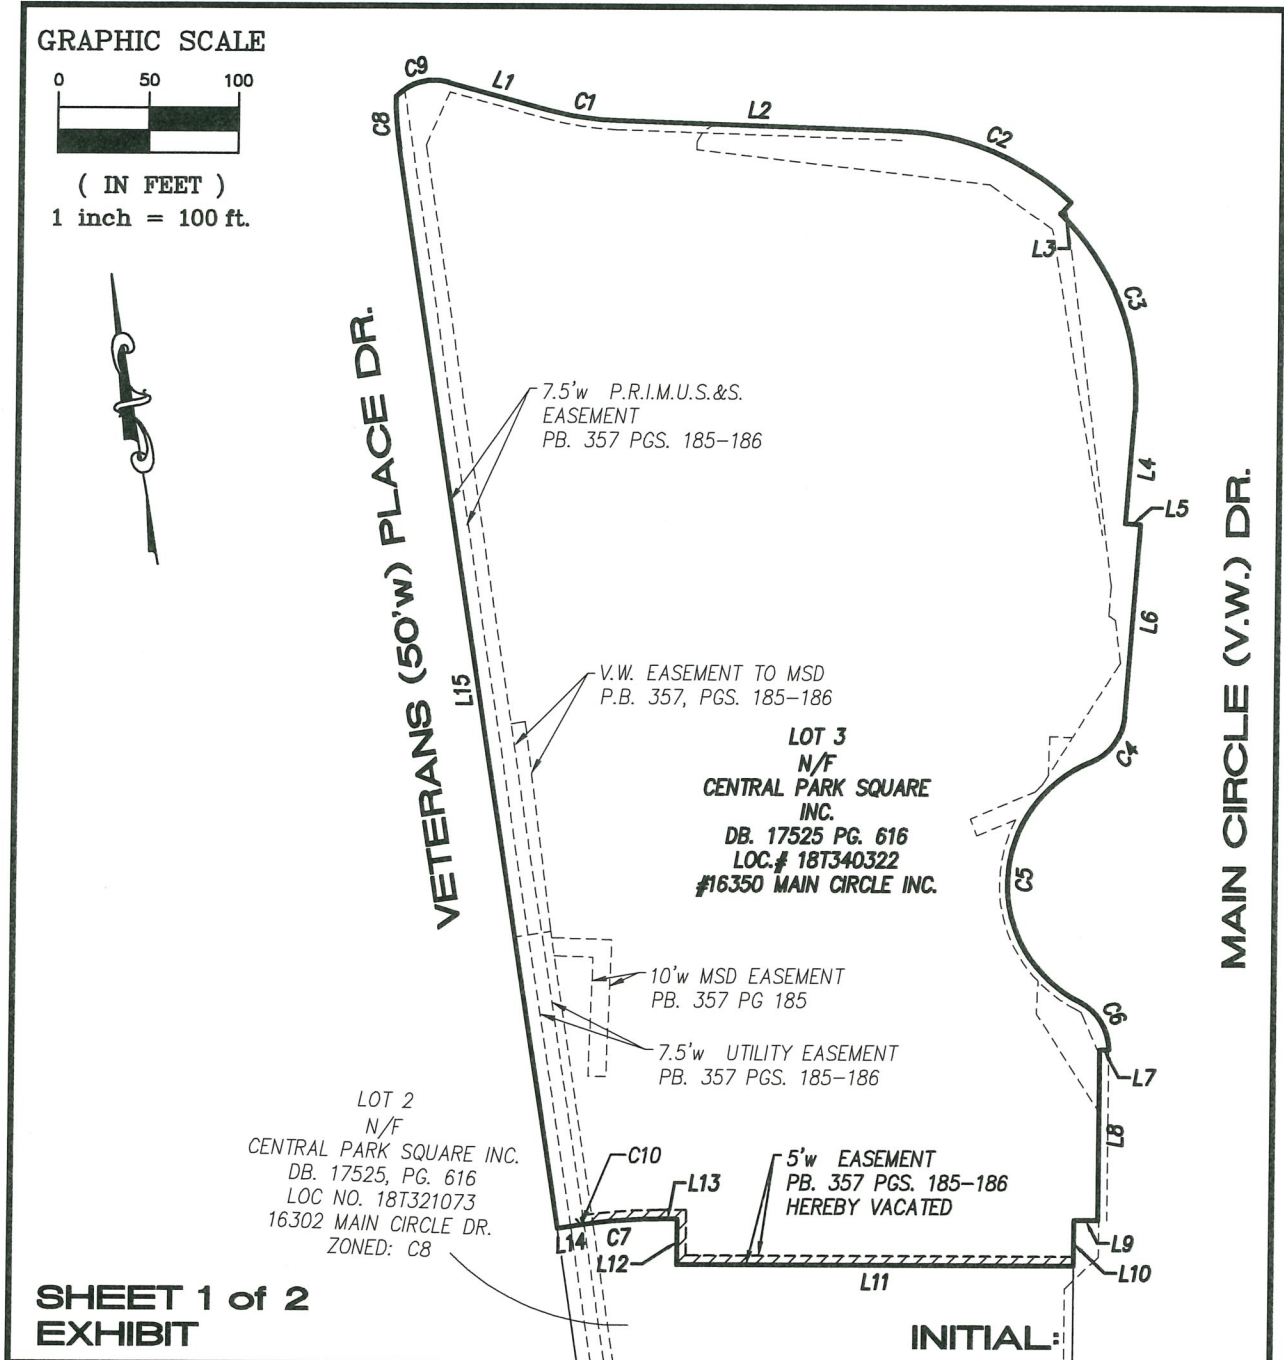 GRAPHIC SCALE
0 50 100
( IN FEET )
1 inch = 100 ft.
C9
L1
C1
L2
C2
C8
L3
C3
VETERANS (50'w) PLACE DR.
7.5'w P.R.I.M.U.S.&S.
EASEMENT
PB. 357 PGS. 185-186
L4
L5
MAIN CIRCLE (V.W.) DR.
L6
L15
V.W. EASEMENT TO MSD
P.B. 357, PGS. 185-186
LOT 3
N/F
CENTRAL PARK SQUARE
INC.
DB. 17525 PG. 616
LOC.# 18T340322
#16350 MAIN CIRCLE INC.
C4
C5
10'w MSD EASEMENT
PB. 357 PG 185
C6
7.5'w UTILITY EASEMENT
PB. 357 PGS. 185-186
L7
L8
LOT 2
N/F
CENTRAL PARK SQUARE INC.
DB. 17525, PG. 616
LOC NO. 18T321073
16302 MAIN CIRCLE DR.
ZONED: C8
C10
L13
5'w EASEMENT
PB. 357 PGS. 185-186
HEREBY VACATED
L14
C7
L12
L11
L9
L10
SHEET 1 of 2
EXHIBIT
INITIAL: